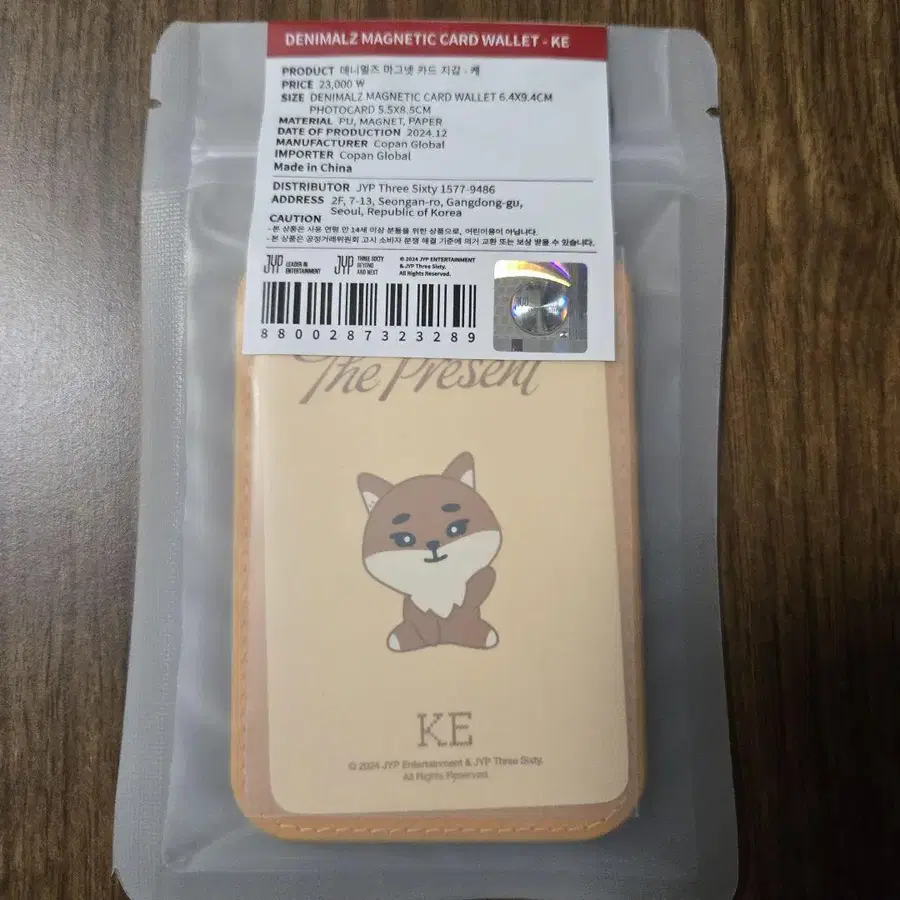 DENIMALZ MAGNETIC CARD WALLET - KE
PRODUCT 데니멀즈 마그넷 카드 지갑 - 케
PRICE 23,000 W
SIZE DENIMALZ MAGNETIC CARD WALLET 6.4X9.4CM
PHOTOCARD 5.5X8.5CM
MATERIAL PU, MAGNET, PAPER
DATE OF PRODUCTION 2024.12
MANUFACTURER Copan Global
IMPORTER Copan Global
Made in China
DISTRIBUTOR JYP Three Sixty 1577-9486
ADDRESS 2F, 7-13, Seongan-ro, Gangdong-gu,
Seoul, Republic of Korea
CAUTION
- 본 상품은 사용 연령 만 14세 이상 분들을 위한 상품으로, 어린이용이 아닙니다.
- 본 상품은 공정거래위원회 고시 소비자 분쟁 해결 기준에 의거 교환 또는 보상 받을 수 있습니다.
JYP LEADER IN ENTERTAINMENT
JYP THREE SIXTY BEYOND AND NEXT
© 2024 JYP ENTERTAINMENT
& JYP Three Sixty.
All Rights Reserved.
8800287323289
The Present
KE
© 2024 JYP Entertainment & JYP Three Sixty.
All Rights Reserved.